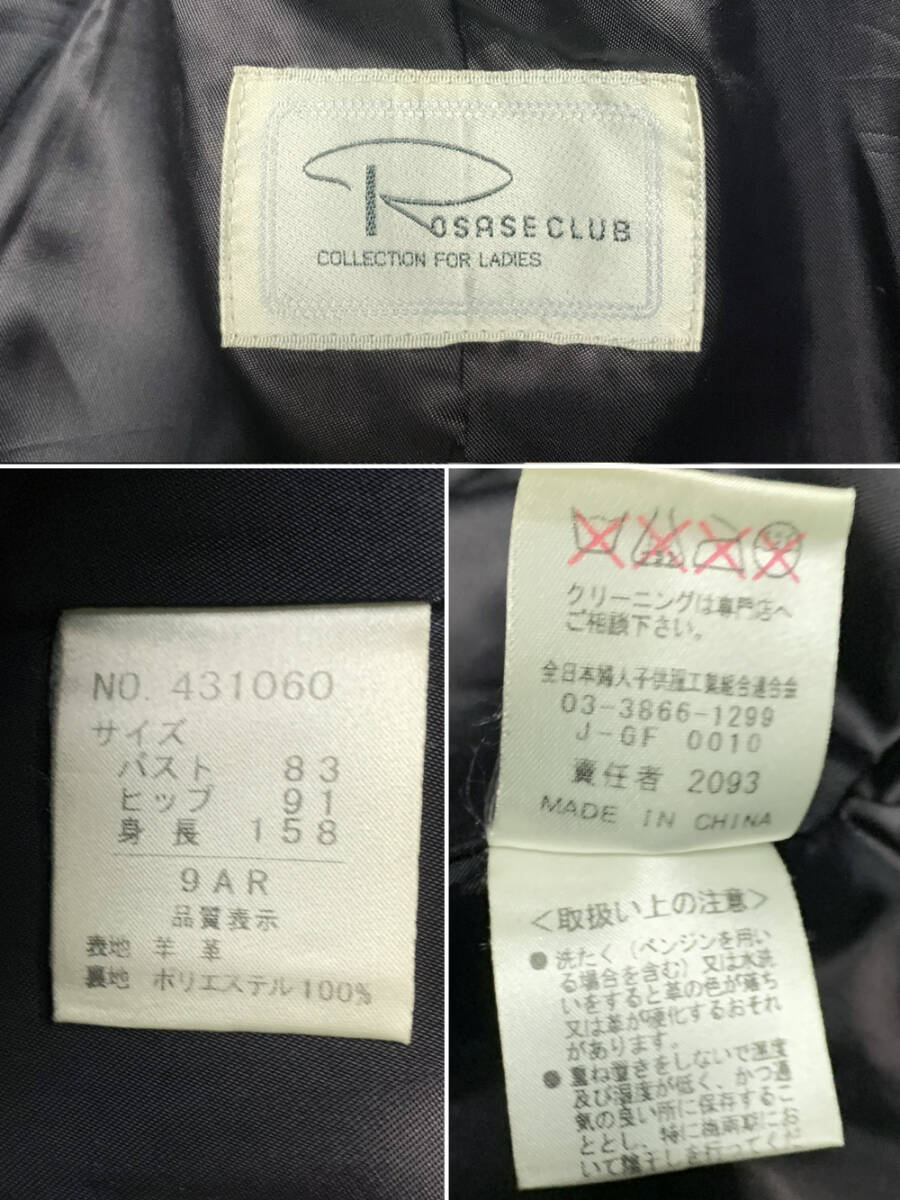 ROSASECLUB
COLLECTION FOR LADIES
NO. 431060
サイズ
バスト 83
ヒップ 91
身長 158
9AR
品質表示
表地 羊革
裏地 ポリエステル100%
クリーニングは専門店へ
ご相談下さい。
全日本婦人子供服工業組合連合会
03-3866-1299
J-GF 0010
責任者 2093
MADE IN CHINA
<取扱い上の注意>
● 洗たく(ベンジンを用い
る場合を含む)又は水洗
いをすると革の色が落ち
又は革が硬化するおそれ
があります。
● 重ね置きをしないで温度
及び湿度が低く、かつ通
気の良い所に保存するこ
ととし、特に梅雨期にお
いて陰干しを行ってくだ